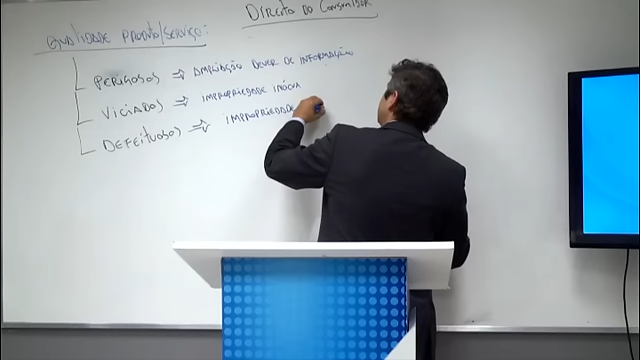 Direito do Consumidor
Qualidade Produto/Serviço:
Perigosos ⇒ Ampliação dever de informação
Viciados ⇒ Impropriedade inócua
Defeituosos ⇒ Impropriedade